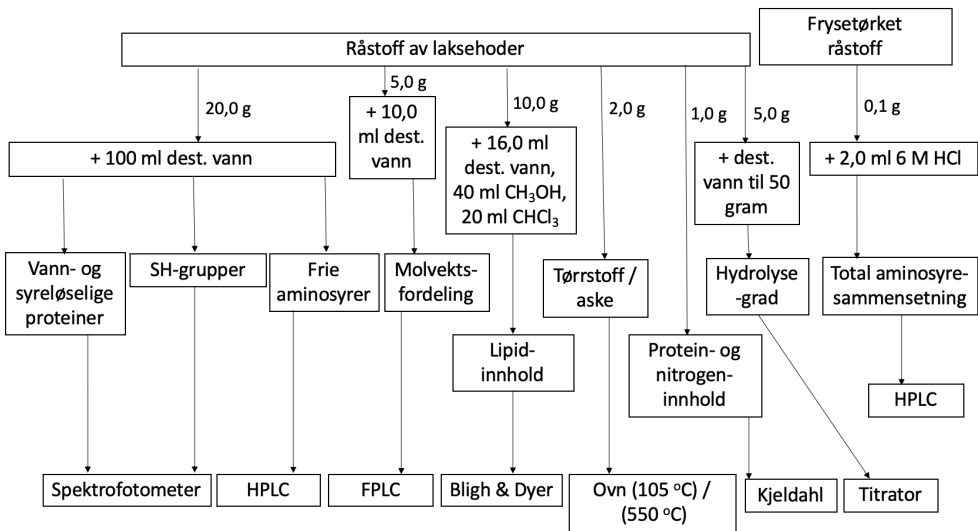 Råstoff av laksehoder
Frysetørket
råstoff
20,0 g
5,0 g
10,0 g
2,0 g
1,0 g
5,0 g
0,1 g
+ 100 ml dest. vann
+ 10,0
ml dest.
vann
+ 16,0 ml
dest. vann,
40 ml CH₃OH,
20 ml CHCl₃
+ dest.
vann til 50
gram
+ 2,0 ml 6 M HCl
Vann- og
syreløselige
proteiner
SH-grupper
Frie
aminosyrer
Molvekts-
fordeling
Lipid-
innhold
Tørrstoff /
aske
Protein- og
nitrogen-
innhold
Hydrolyse
-grad
Total aminosyre-
sammensetning
HPLC
Spektrofotometer
HPLC
FPLC
Bligh & Dyer
Ovn (105 ᵒC) /
(550 ᵒC)
Kjeldahl
Titrator